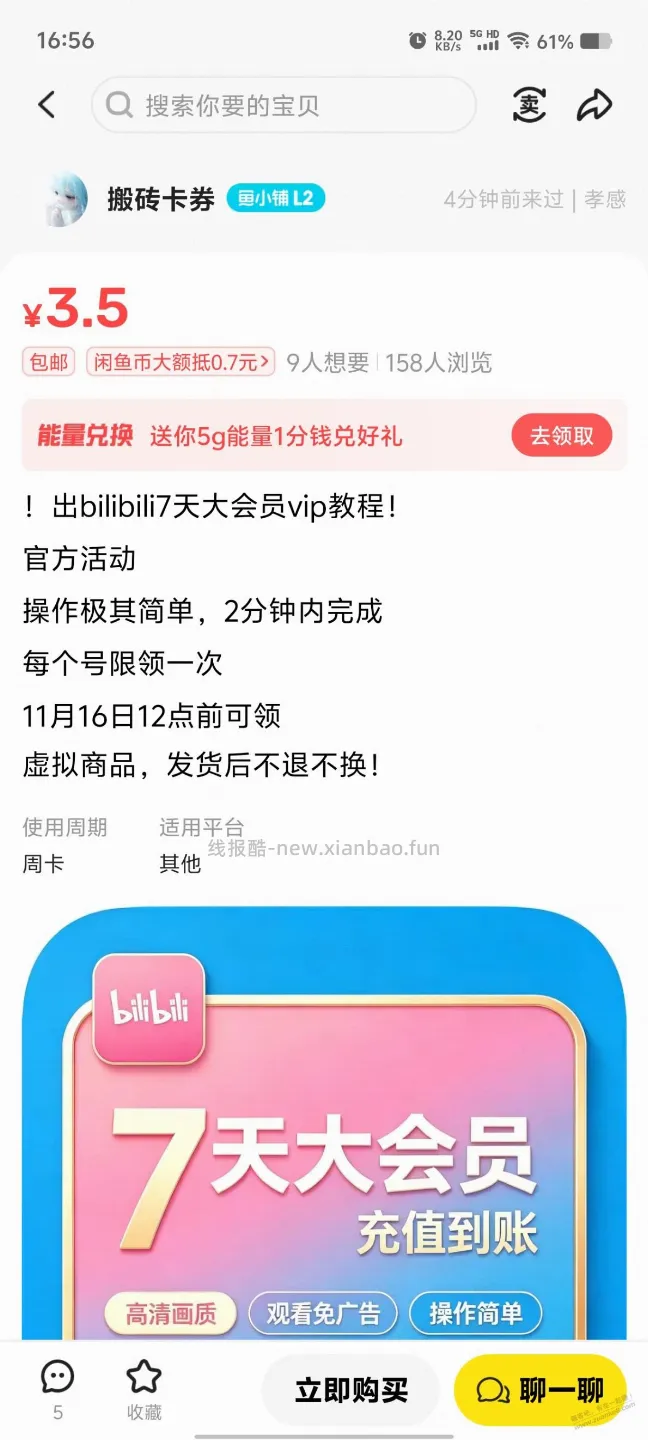 16:56
8.20 KB/s 5G HD 61%
搜索你要的宝贝
卖
搬砖卡券 鱼小铺 L2 4分钟前来过 | 孝感
¥3.5
包邮 闲鱼币大额抵0.7元> 9人想要 | 158人浏览
能量兑换 送你5g能量1分钱兑好礼 去领取
！出bilibili7天大会员vip教程！
官方活动
操作极其简单，2分钟内完成
每个号限领一次
11月16日12点前可领
虚拟商品，发货后不退不换！
使用周期 适用平台
线报酷-new.xianbao.fun
周卡 其他
bilibili
7天大会员
充值到账
高清画质 观看免广告 操作简单
5 收藏 立即购买 聊一聊